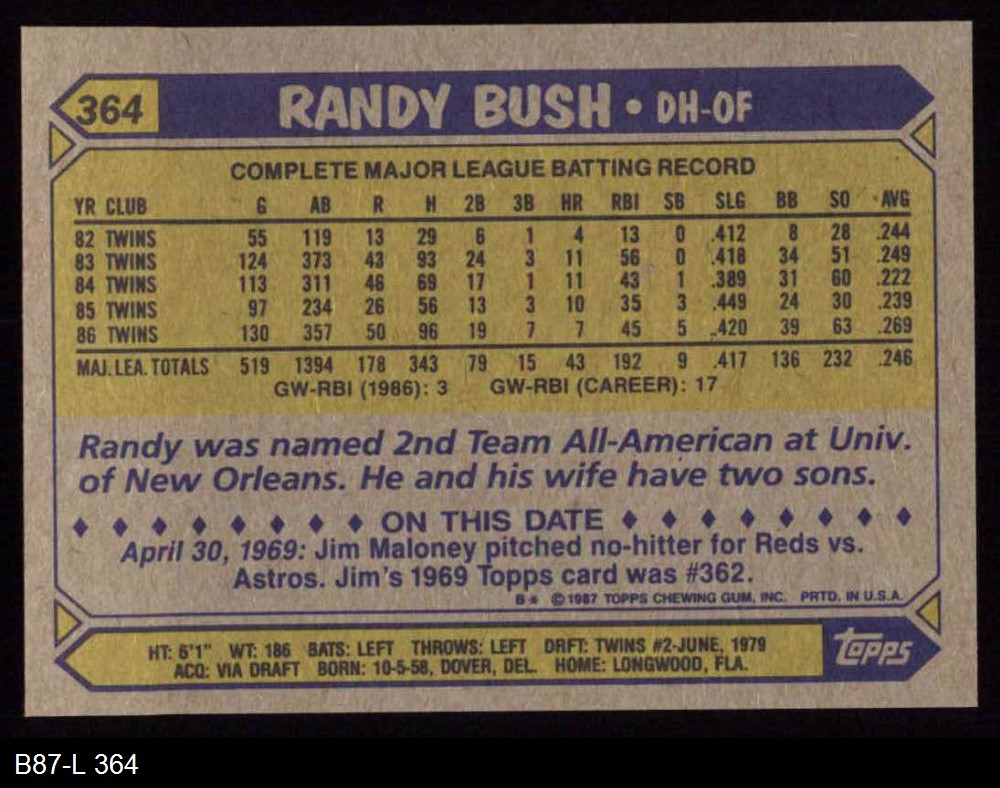 364 RANDY BUSH • DH-OF
COMPLETE MAJOR LEAGUE BATTING RECORD
YR CLUB G AB R H 2B 3B HR RBI SB SLG BB SO AVG
82 TWINS 55 119 13 29 6 1 4 13 0 .412 8 28 .244
83 TWINS 124 373 43 93 24 3 11 56 0 .418 34 51 .249
84 TWINS 113 311 46 69 17 1 11 43 1 .389 31 60 .222
85 TWINS 97 234 26 56 13 3 10 35 3 .449 24 30 .239
86 TWINS 130 357 50 96 19 7 7 45 5 .420 39 63 .269
MAJ. LEA. TOTALS 519 1394 178 343 79 15 43 192 9 .417 136 232 .246
GW-RBI (1986): 3 GW-RBI (CAREER): 17
Randy was named 2nd Team All-American at Univ.
of New Orleans. He and his wife have two sons.
♦ ♦ ♦ ♦ ♦ ♦ ♦ ♦ ON THIS DATE ♦ ♦ ♦ ♦ ♦ ♦ ♦ ♦
April 30, 1969: Jim Maloney pitched no-hitter for Reds vs.
Astros. Jim's 1969 Topps card was #362.
B* © 1987 TOPPS CHEWING GUM, INC. PRTD. IN U.S.A.
HT: 6'1" WT: 186 BATS: LEFT THROWS: LEFT DRFT: TWINS #2-JUNE, 1979
ACQ: VIA DRAFT BORN: 10-5-58, DOVER, DEL. HOME: LONGWOOD, FLA.
topps
B87-L 364